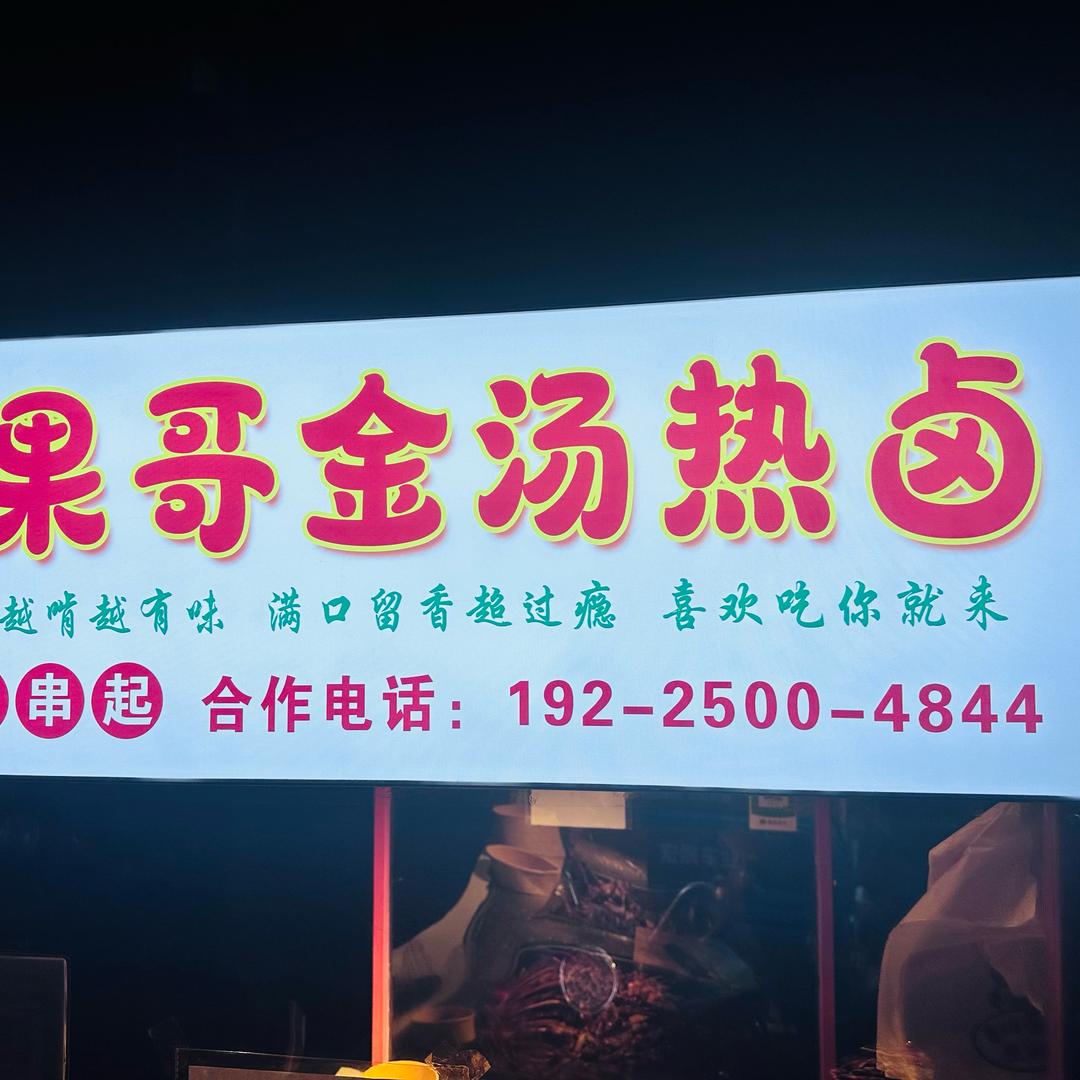 果哥金汤热卤
越啃越有味 满口留香超过瘾 喜欢吃你就来
串起 合作电话：192-2500-4844